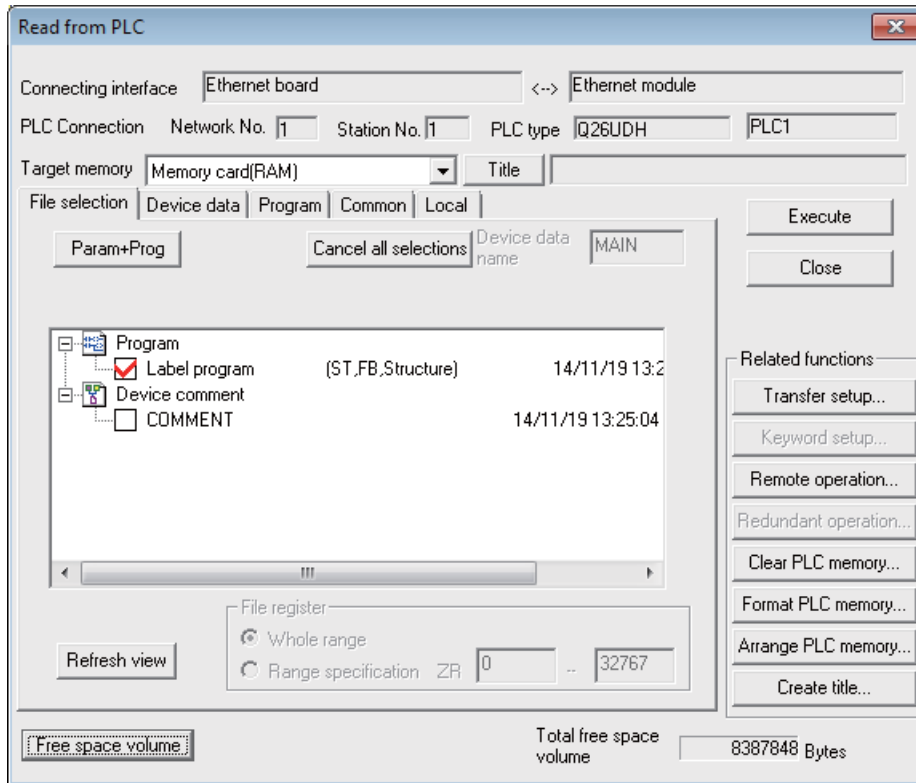 Read from PLC
Connecting interface Ethernet board <--> Ethernet module
PLC Connection Network No. 1 Station No. 1 PLC type Q26UDH PLC1
Target memory Memory card(RAM) Title
File selection Device data Program Common Local
Param+Prog Cancel all selections Device data name MAIN
Execute
Close
Program
Label program (ST,FB,Structure) 14/11/19 13:2
Device comment
COMMENT 14/11/19 13:25:04
Related functions
Transfer setup...
Keyword setup...
Remote operation...
Redundant operation...
Clear PLC memory...
Format PLC memory...
Arrange PLC memory...
Create title...
File register
Whole range
Range specification ZR 0 -- 32767
Refresh view
Free space volume
Total free space volume 8387848 Bytes